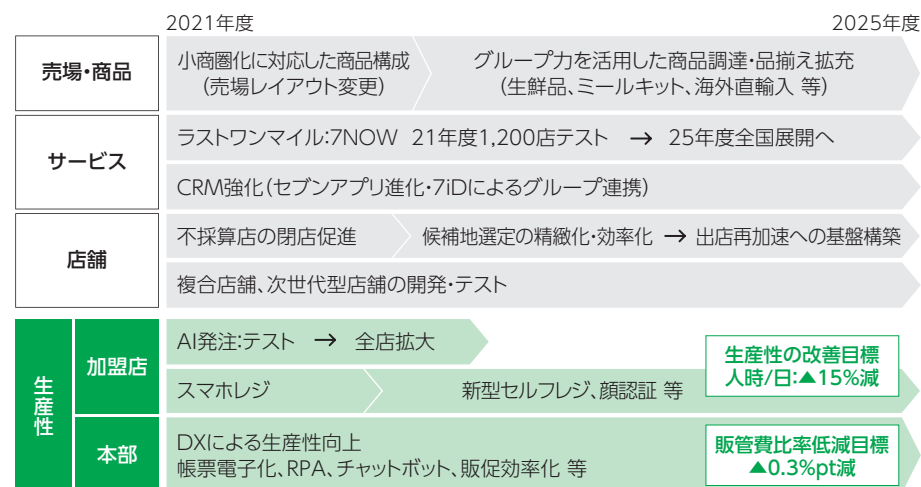 2021年度
2025年度
売場・商品
小商圏化に対応した商品構成
(売場レイアウト変更)
グループ力を活用した商品調達・品揃え拡充
(生鮮品、ミールキット、海外直輸入 等)
サービス
ラストワンマイル:7NOW 21年度1,200店テスト → 25年度全国展開へ
CRM強化(セブンアプリ進化・7iDによるグループ連携)
店舗
不採算店の閉店促進
候補地選定の精緻化・効率化 → 出店再加速への基盤構築
複合店舗、次世代型店舗の開発・テスト
生産性
加盟店
AI発注:テスト → 全店拡大
スマホレジ
新型セルフレジ、顔認証 等
生産性の改善目標
人時/日:▲15%減
本部
DXによる生産性向上
帳票電子化、RPA、チャットボット、販促効率化 等
販管費比率低減目標
▲0.3%pt減